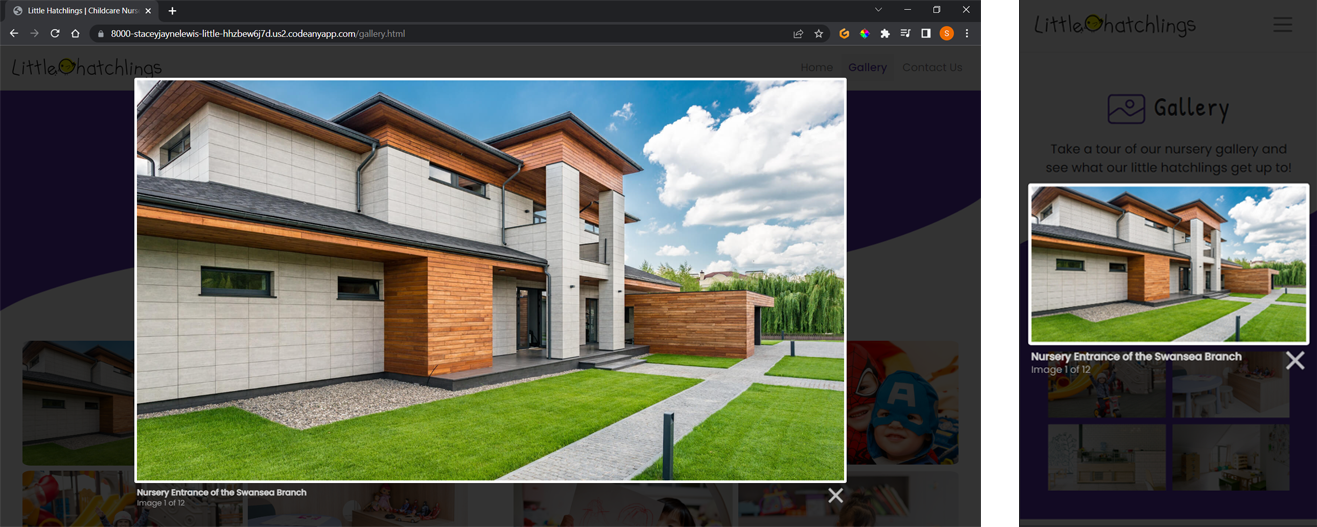 Little Hatchlings | Childcare Nurs
8000-staceyjaynelewis-little-hhzbew6j7d.us2.codeanyapp.com/gallery.html
S
Little hatchlings
Home
Gallery
Contact Us
A
Nursery Entrance of the Swansea Branch
Image 1 of 12
Little hatchlings
Gallery
Take a tour of our nursery gallery and
see what our little hatchlings get up to!
Nursery Entrance of the Swansea Branch
Image 1 of 12